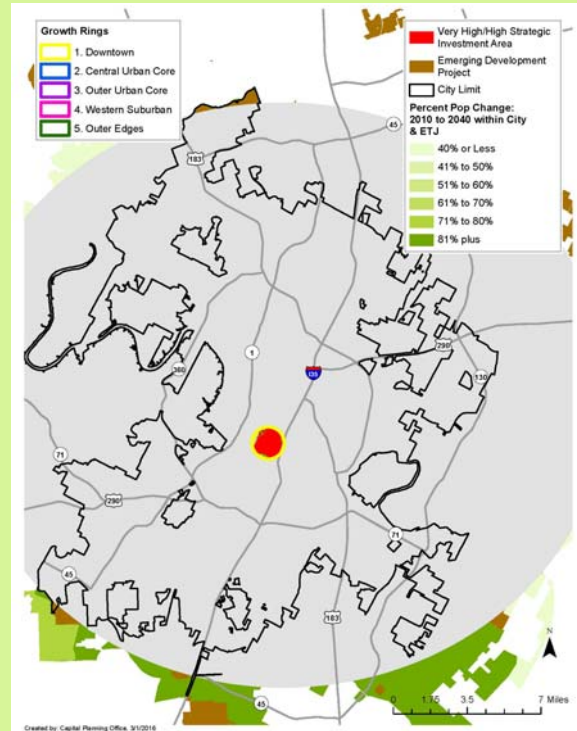 Growth Rings
1. Downtown
2. Central Urban Core
3. Outer Urban Core
4. Western Suburban
5. Outer Edges
Very High/High Strategic
Investment Area
Emerging Development
Project
City Limit
Percent Pop Change:
2010 to 2040 within City
& ETJ
40% or Less
41% to 50%
51% to 60%
61% to 70%
71% to 80%
81% plus
45
183
1
290
360
I35
130
71
290
71
45
183
45
N
0 1.75 3.5 7 Miles
Created by: Capital Planning Office, 3/1/2016